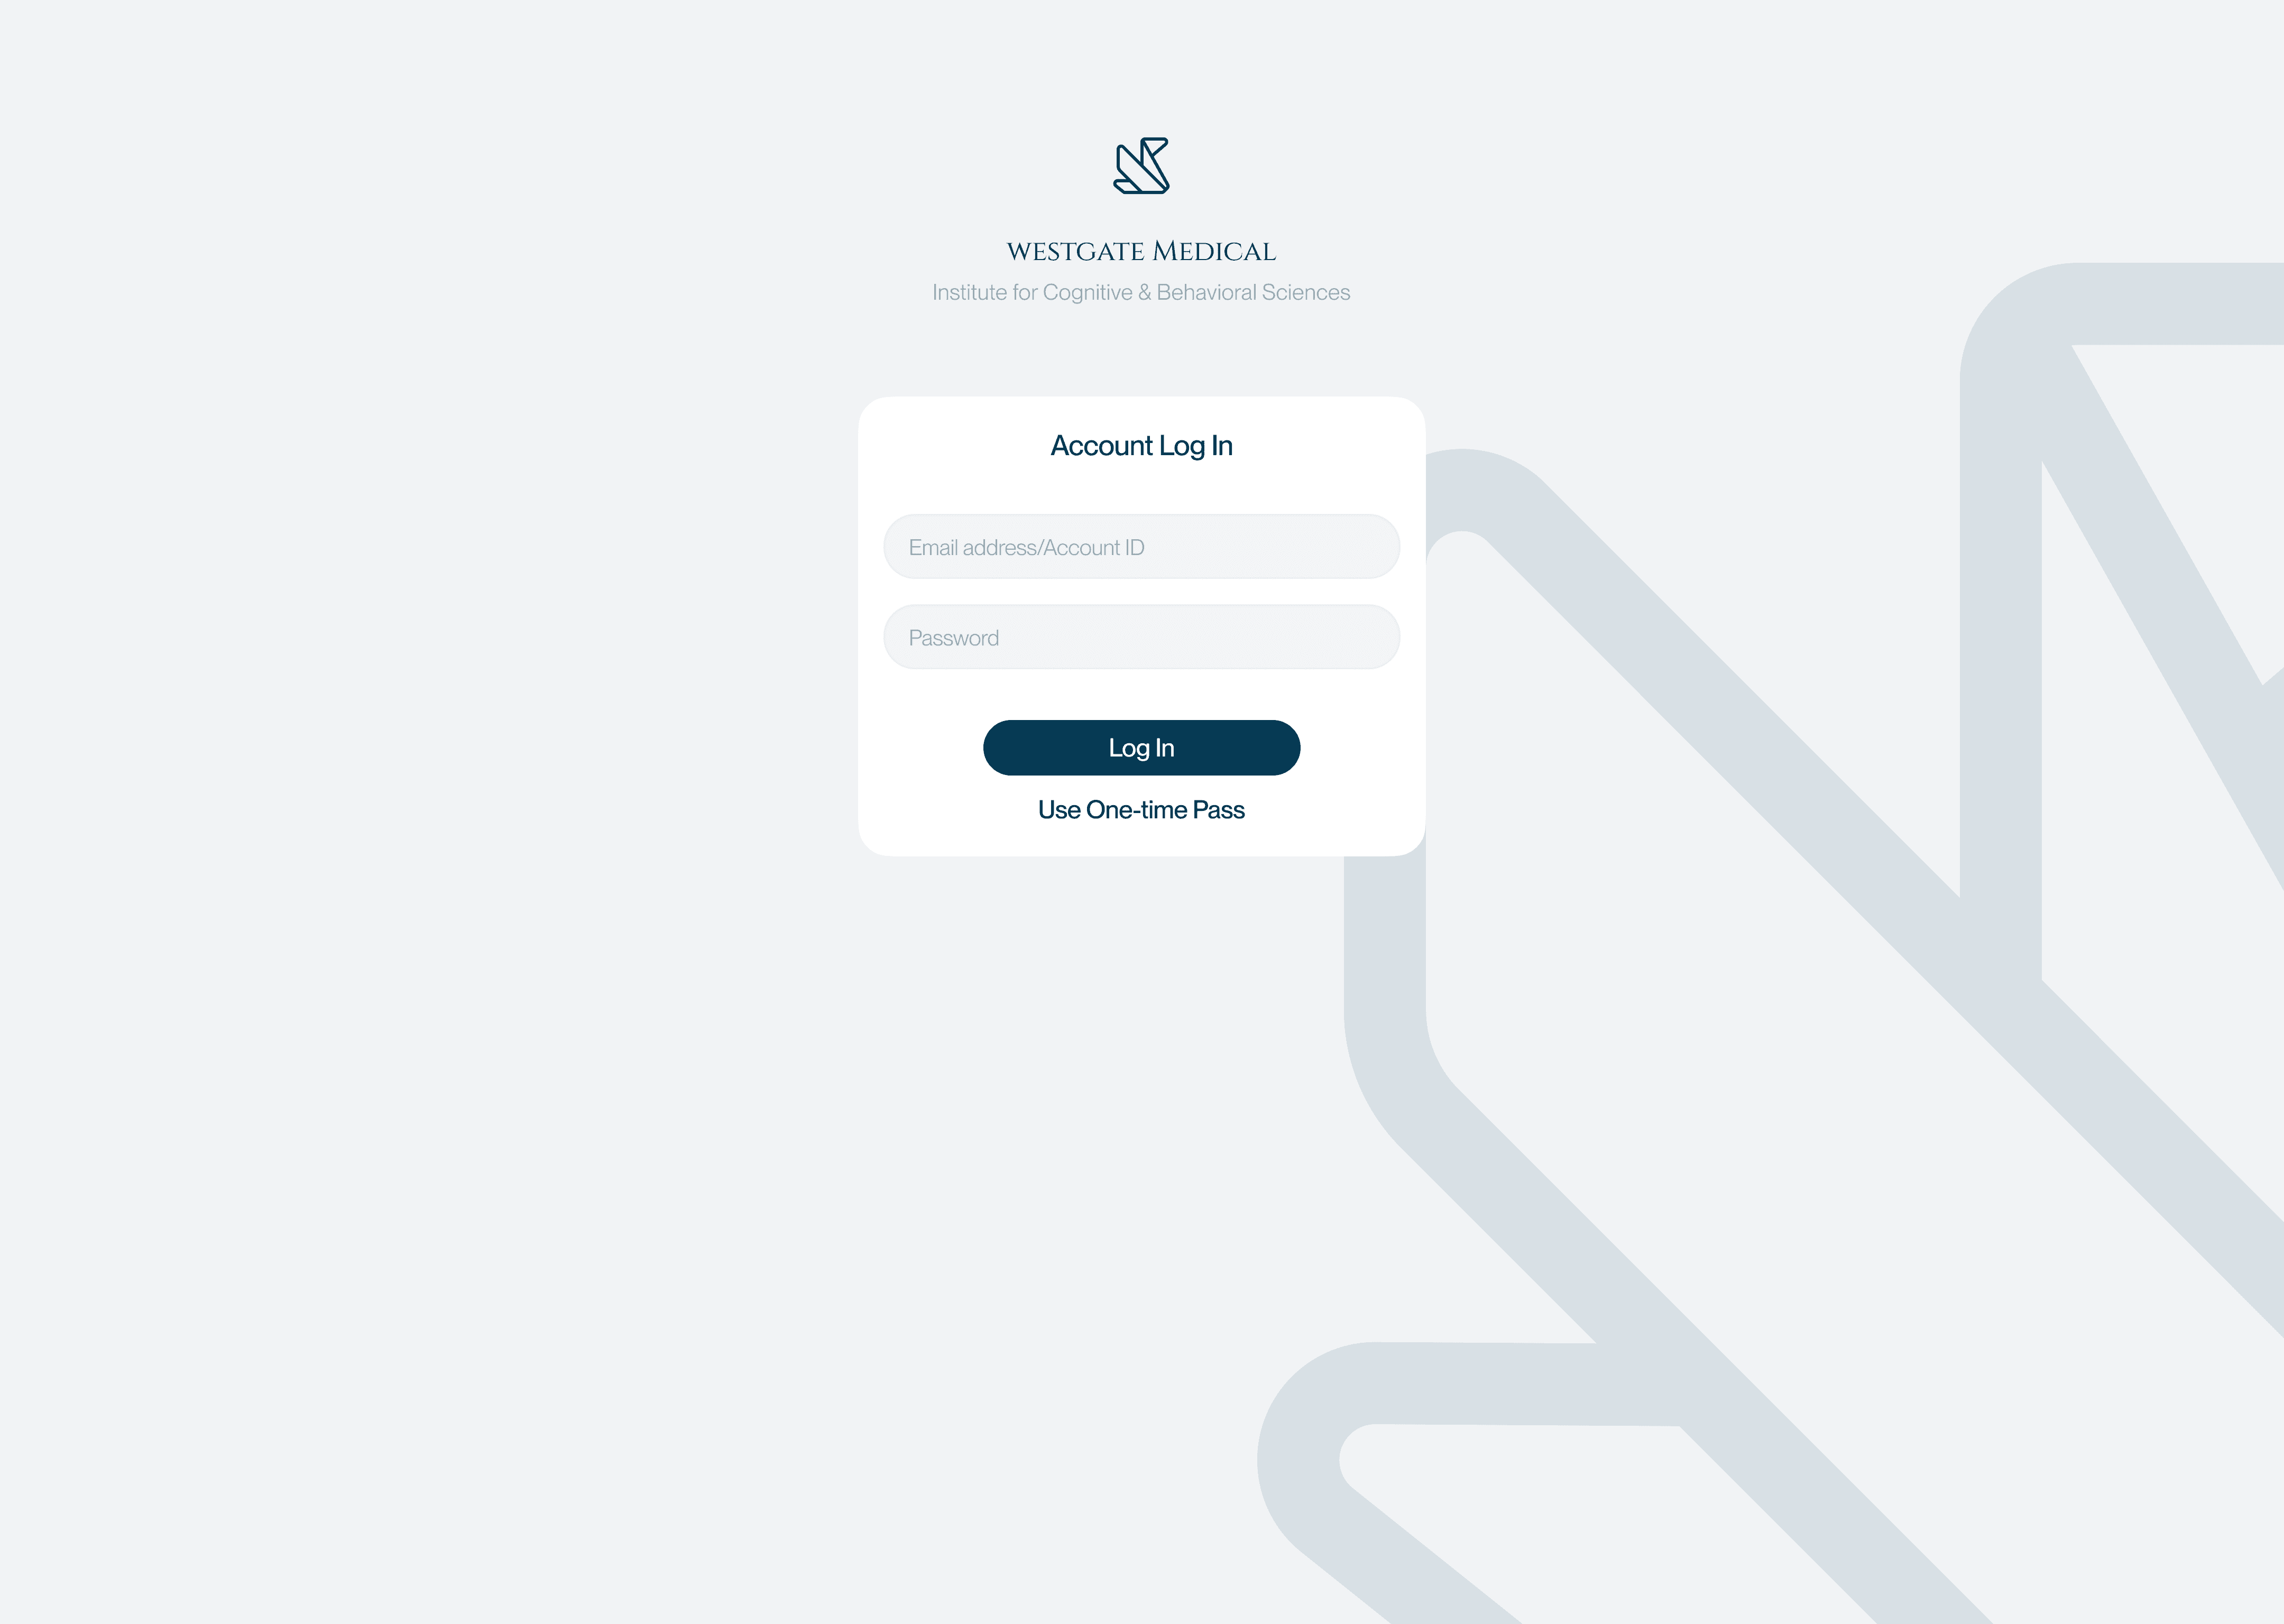 WESTGATE MEDICAL
Institute for Cognitive & Behavioral Sciences
Account Log In
Email address/Account ID
Password
Log In
Use One-time Pass